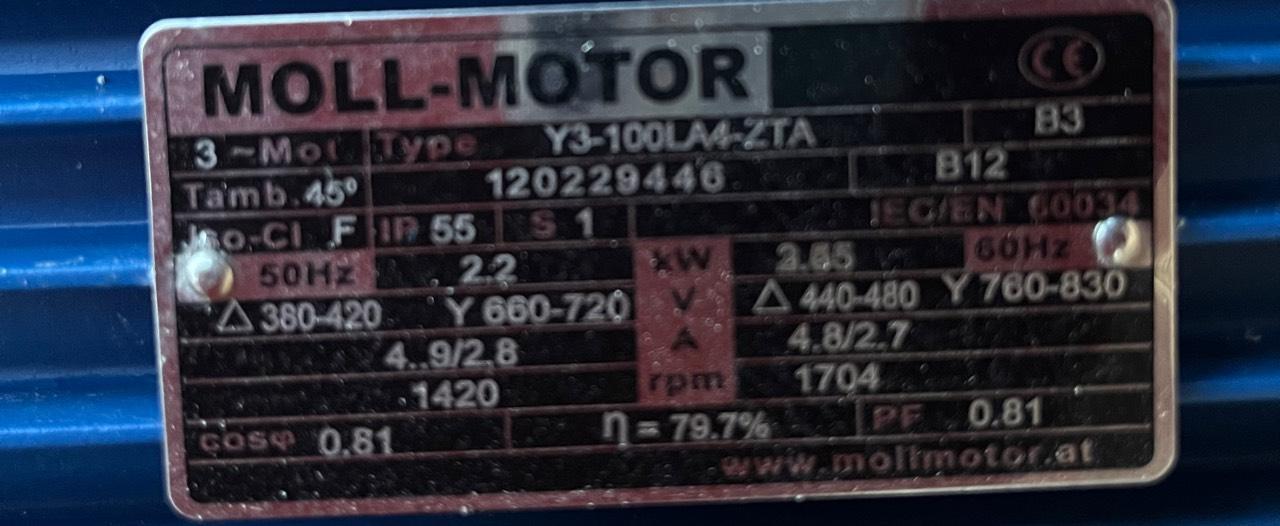 MOLL-MOTOR CE
3 ~Mot Type Y3-100LA4-ZTA B3
Tamb.45° 120229446 B12
Iso.-Cl F IP 55 S 1 IEC/EN 60034
50Hz 2.2 kW 60Hz
△ 380-420 Y 660-720 V △ 440-480 Y 760-830
4..9/2.8 A 4.8/2.7
1420 rpm 1704
cosφ 0.81 η = 79.7% PF 0.81
www.mollmotor.at